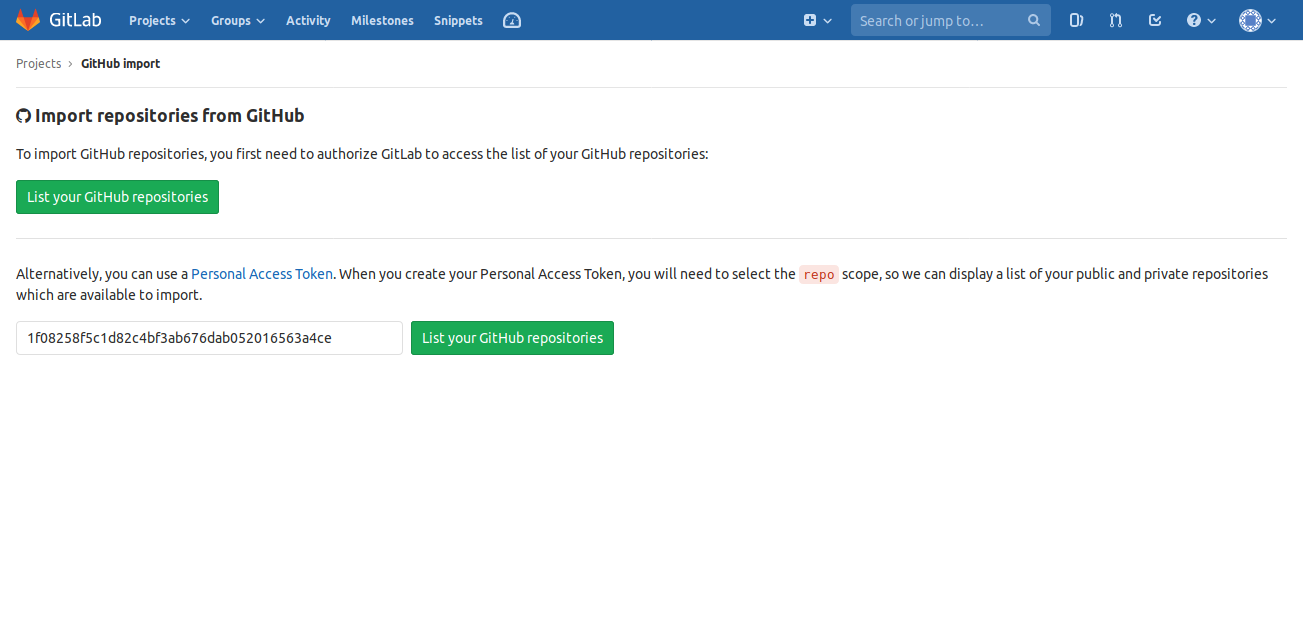 GitLab Projects Groups Activity Milestones Snippets Search or jump to...
Projects > GitHub import
Import repositories from GitHub
To import GitHub repositories, you first need to authorize GitLab to access the list of your GitHub repositories:
List your GitHub repositories
Alternatively, you can use a Personal Access Token. When you create your Personal Access Token, you will need to select the repo scope, so we can display a list of your public and private repositories
which are available to import.
1f08258f5c1d82c4bf3ab676dab052016563a4ce List your GitHub repositories